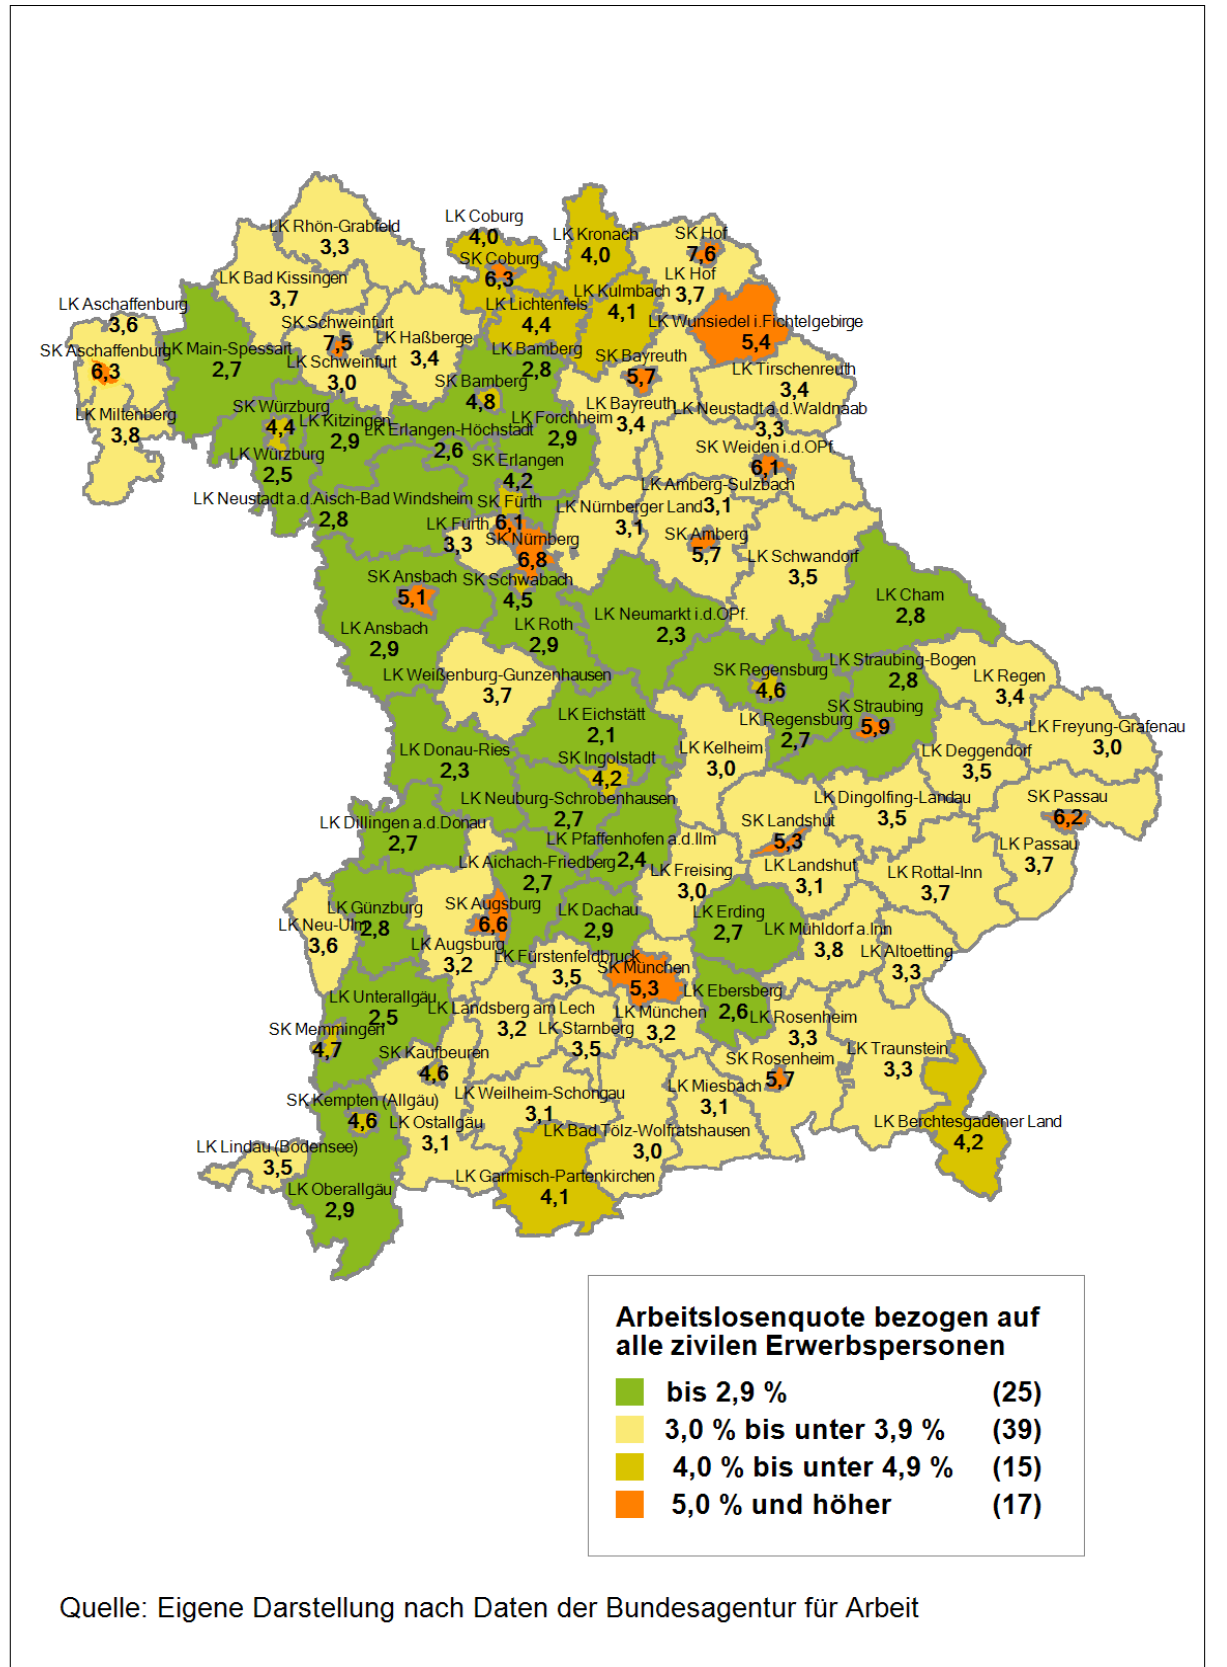 LK Rhön-Grabfeld
3,3
LK Coburg
4,0
LK Kronach
4,0
SK Hof
7,6
SK Coburg
6,3
LK Hof
3,7
LK Bad Kissingen
3,7
LK Kulmbach
4,1
LK Aschaffenburg
3,6
LK Lichtenfels
4,4
LK Wunsiedel i.Fichtelgebirge
5,4
SK Schweinfurt
7,5
LK Haßberge
3,4
SK Aschaffenburg
6,3
LK Main-Spessart
2,7
LK Schweinfurt
3,0
LK Bamberg
2,8
SK Bayreuth
5,7
LK Tirschenreuth
3,4
SK Bamberg
4,8
LK Miltenberg
3,8
SK Würzburg
4,4
LK Kitzingen
2,9
LK Forchheim
2,9
LK Bayreuth
3,4
LK Neustadt a.d.Waldnaab
3,3
LK Erlangen-Höchstadt
2,6
LK Würzburg
2,5
SK Erlangen
4,2
SK Weiden i.d.OPf.
6,1
LK Neustadt a.d.Aisch-Bad Windsheim
2,8
SK Fürth
6,1
LK Nürnberger Land
3,1
LK Amberg-Sulzbach
3,1
LK Fürth
3,3
SK Nürnberg
6,8
SK Amberg
5,7
LK Schwandorf
3,5
SK Ansbach
5,1
SK Schwabach
4,5
LK Cham
2,8
LK Ansbach
2,9
LK Roth
2,9
LK Neumarkt i.d.OPf.
2,3
LK Weißenburg-Gunzenhausen
3,7
SK Regensburg
4,6
LK Straubing-Bogen
2,8
LK Regen
3,4
LK Eichstätt
2,1
LK Regensburg
2,7
SK Straubing
5,9
LK Freyung-Grafenau
3,0
LK Donau-Ries
2,3
SK Ingolstadt
4,2
LK Kelheim
3,0
LK Deggendorf
3,5
LK Neuburg-Schrobenhausen
2,7
LK Dingolfing-Landau
3,5
SK Passau
6,2
LK Dillingen a.d.Donau
2,7
LK Pfaffenhofen a.d.Ilm
2,4
SK Landshut
5,3
LK Passau
3,7
LK Aichach-Friedberg
2,7
LK Freising
3,0
LK Landshut
3,1
LK Rottal-Inn
3,7
LK Günzburg
2,8
SK Augsburg
6,6
LK Dachau
2,9
LK Erding
2,7
LK Neu-Ulm
3,6
LK Mühldorf a.Inn
3,8
LK Augsburg
3,2
LK Fürstenfeldbruck
3,5
SK München
5,3
LK Altoetting
3,3
LK Unterallgäu
2,5
LK Landsberg am Lech
3,2
LK Ebersberg
2,6
SK Memmingen
4,7
LK Starnberg
3,5
LK München
3,2
LK Rosenheim
3,3
SK Kaufbeuren
4,6
SK Rosenheim
5,7
LK Traunstein
3,3
LK Weilheim-Schongau
3,1
LK Miesbach
3,1
SK Kempten (Allgäu)
4,6
LK Ostallgäu
3,1
LK Bad Tölz-Wolfratshausen
3,0
LK Berchtesgadener Land
4,2
LK Lindau (Bodensee)
3,5
LK Oberallgäu
2,9
LK Garmisch-Partenkirchen
4,1
Arbeitslosenquote bezogen auf
alle zivilen Erwerbspersonen
bis 2,9 % (25)
3,0 % bis unter 3,9 % (39)
4,0 % bis unter 4,9 % (15)
5,0 % und höher (17)
Quelle: Eigene Darstellung nach Daten der Bundesagentur für Arbeit